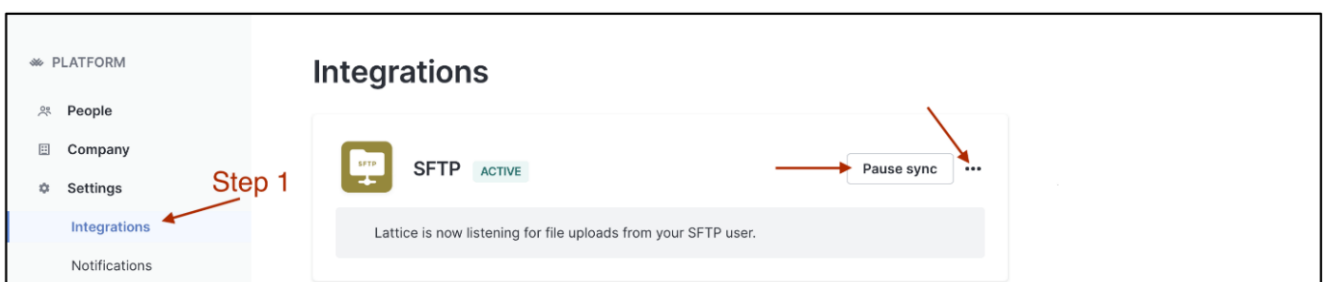 PLATFORM
People
Company
Settings
Step 1
Integrations
Notifications
Integrations
SFTP
SFTP ACTIVE
Pause sync
Lattice is now listening for file uploads from your SFTP user.